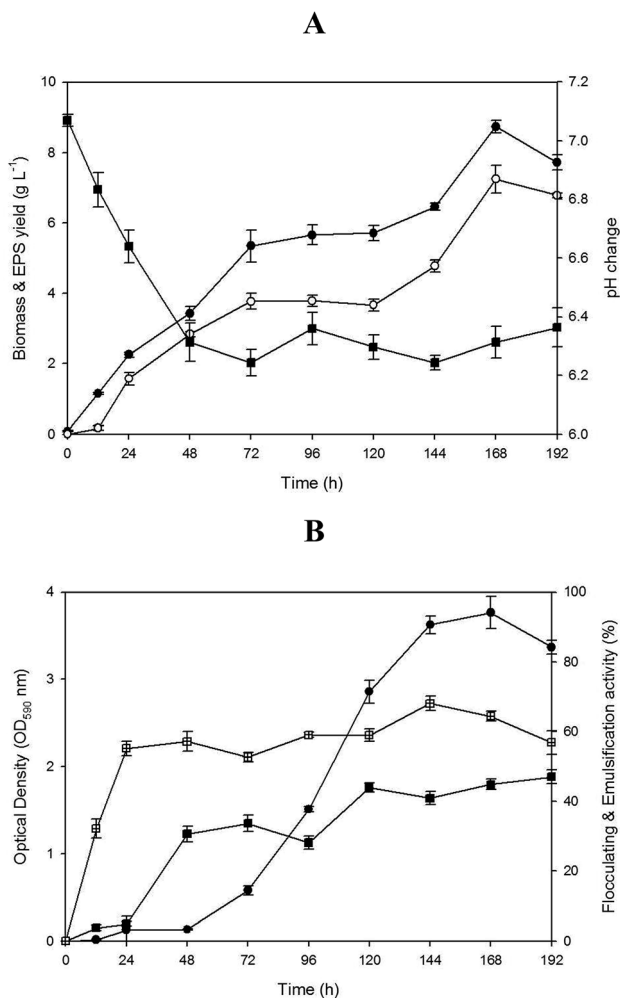 A
10
8
6
4
2
0
Biomass & EPS yield (g L⁻¹)
7.2
7.0
6.8
6.6
6.4
6.2
6.0
pH change
0 24 48 72 96 120 144 168 192
Time (h)
B
4
3
2
1
0
Optical Density (OD₅₉₀ nm)
100
80
60
40
20
0
Flocculating & Emulsification activity (%)
0 24 48 72 96 120 144 168 192
Time (h)